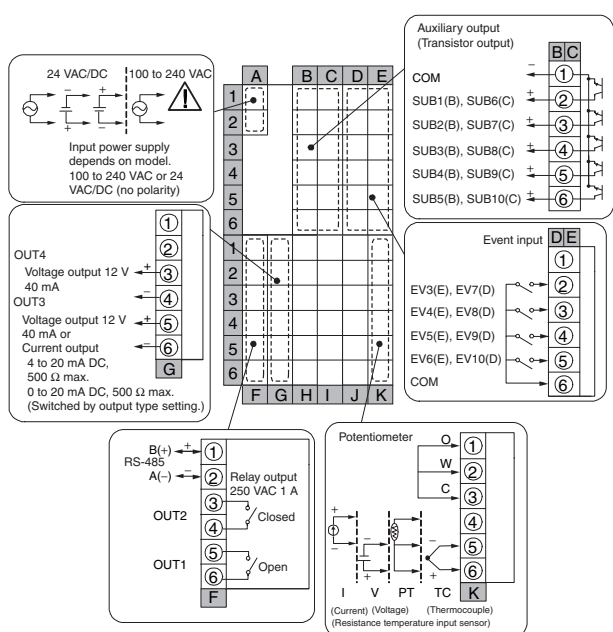 24 VAC/DC 100 to 240 VAC
+ − + −
− + − +
Input power supply
depends on model.
100 to 240 VAC or 24
VAC/DC (no polarity)
A B C D E
1
2
3
4
5
6
1
2
3
4
5
6
F G H I J K
Auxiliary output
(Transistor output)
B C
COM − 1
SUB1(B), SUB6(C) + 2
SUB2(B), SUB7(C) + 3
SUB3(B), SUB8(C) + 4
SUB4(B), SUB9(C) + 5
SUB5(B), SUB10(C) + 6
Event input D E
1
EV3(E), EV7(D) 2
EV4(E), EV8(D) 3
EV5(E), EV9(D) 4
EV6(E), EV10(D) 5
COM 6
1
2
OUT4
Voltage output 12 V + 3
40 mA − 4
OUT3
Voltage output 12 V + 5
40 mA or − 6
Current output
4 to 20 mA DC, G
500 Ω max.
0 to 20 mA DC, 500 Ω max.
(Switched by output type setting.)
B(+) + 1
RS-485
A(−) − 2
Relay output
250 VAC 1 A
3
OUT2 Closed
4
5
OUT1 Open
6
F
Potentiometer
O 1
W 2
C 3
4
5
6
+ − − + − +
I V PT TC K
(Current) (Voltage) (Thermocouple)
(Resistance temperature input sensor)